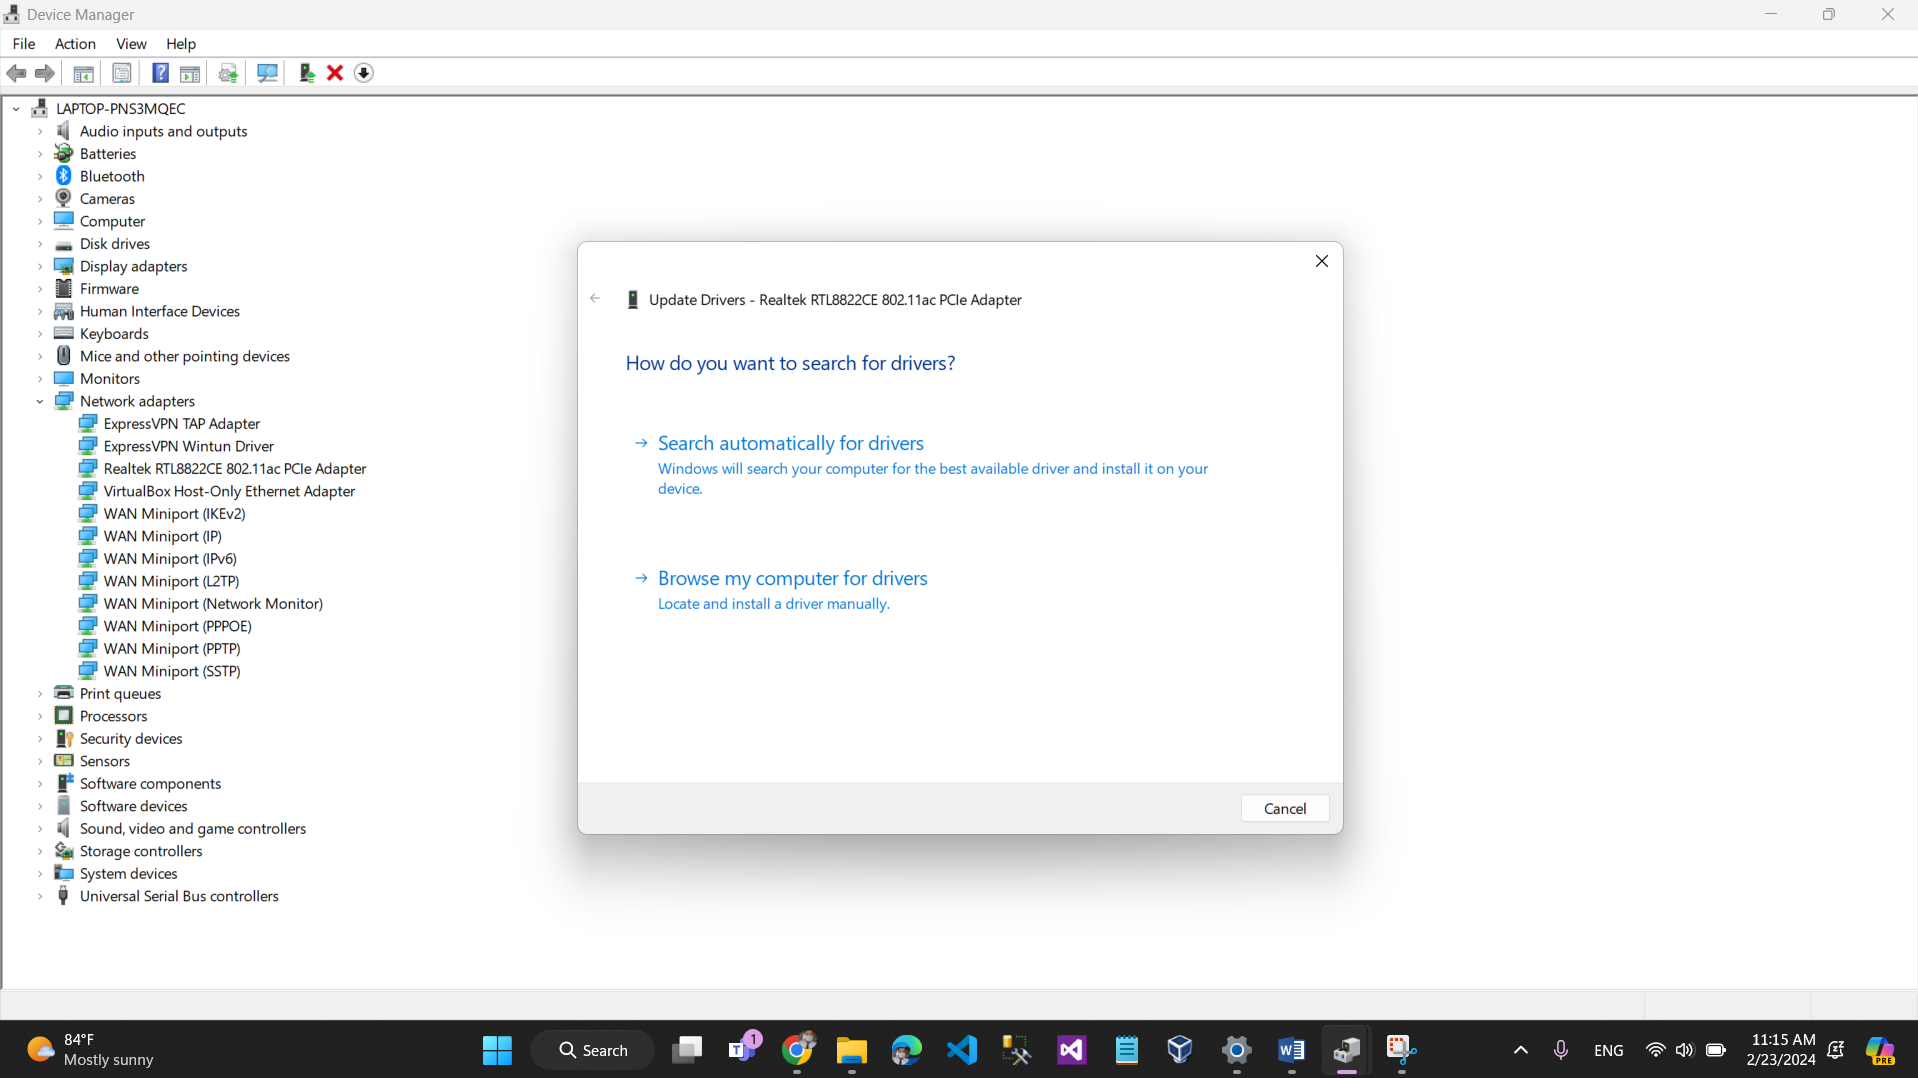 Device Manager
File Action View Help
LAPTOP-PNS3MQEC
Audio inputs and outputs
Batteries
Bluetooth
Cameras
Computer
Disk drives
Display adapters
Firmware
Human Interface Devices
Keyboards
Mice and other pointing devices
Monitors
Network adapters
ExpressVPN TAP Adapter
ExpressVPN Wintun Driver
Realtek RTL8822CE 802.11ac PCIe Adapter
VirtualBox Host-Only Ethernet Adapter
WAN Miniport (IKEv2)
WAN Miniport (IP)
WAN Miniport (IPv6)
WAN Miniport (L2TP)
WAN Miniport (Network Monitor)
WAN Miniport (PPPOE)
WAN Miniport (PPTP)
WAN Miniport (SSTP)
Print queues
Processors
Security devices
Sensors
Software components
Software devices
Sound, video and game controllers
Storage controllers
System devices
Universal Serial Bus controllers
Update Drivers - Realtek RTL8822CE 802.11ac PCIe Adapter
How do you want to search for drivers?
Search automatically for drivers
Windows will search your computer for the best available driver and install it on your
device.
Browse my computer for drivers
Locate and install a driver manually.
Cancel
84°F
Mostly sunny
Search
1
ENG
11:15 AM
2/23/2024
PRE